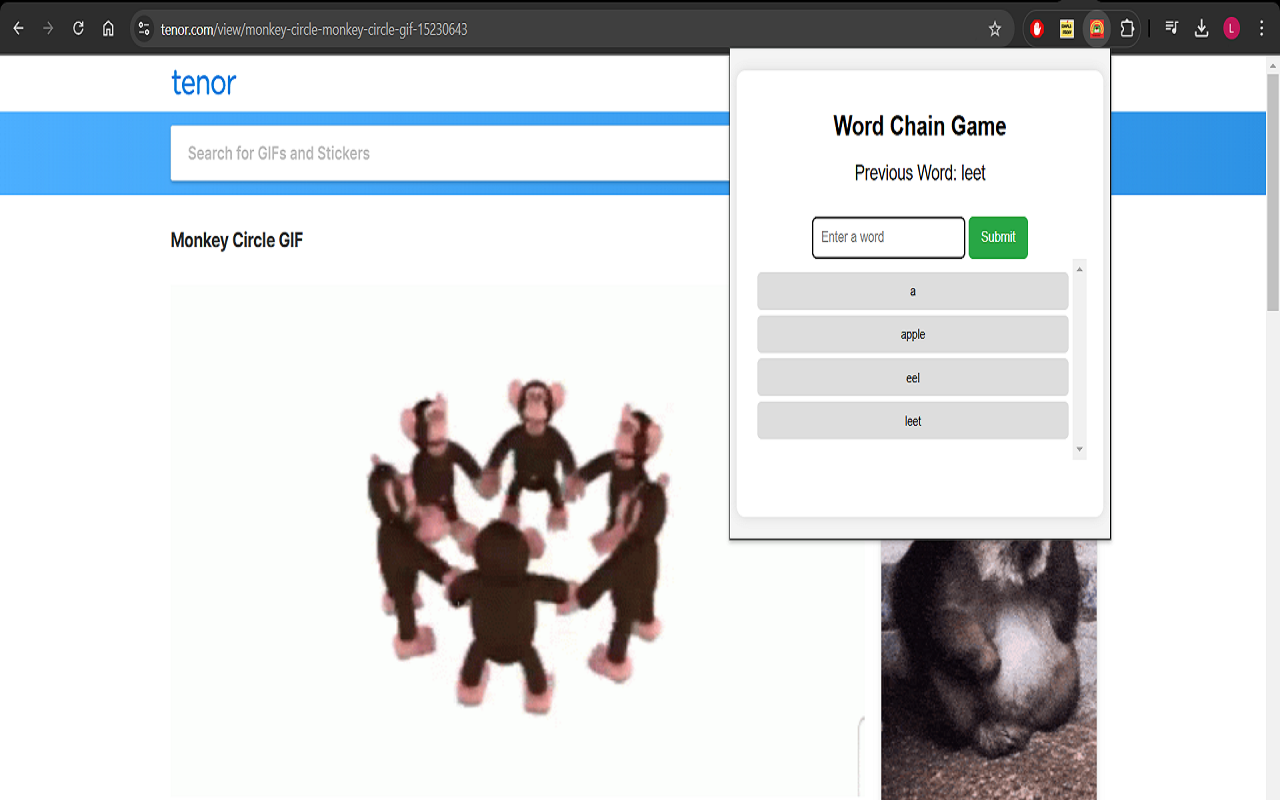 tenor.com/view/monkey-circle-monkey-circle-gif-15230643
L
tenor
Search for GIFs and Stickers
Monkey Circle GIF
Word Chain Game
Previous Word: leet
Enter a word
Submit
a
apple
eel
leet